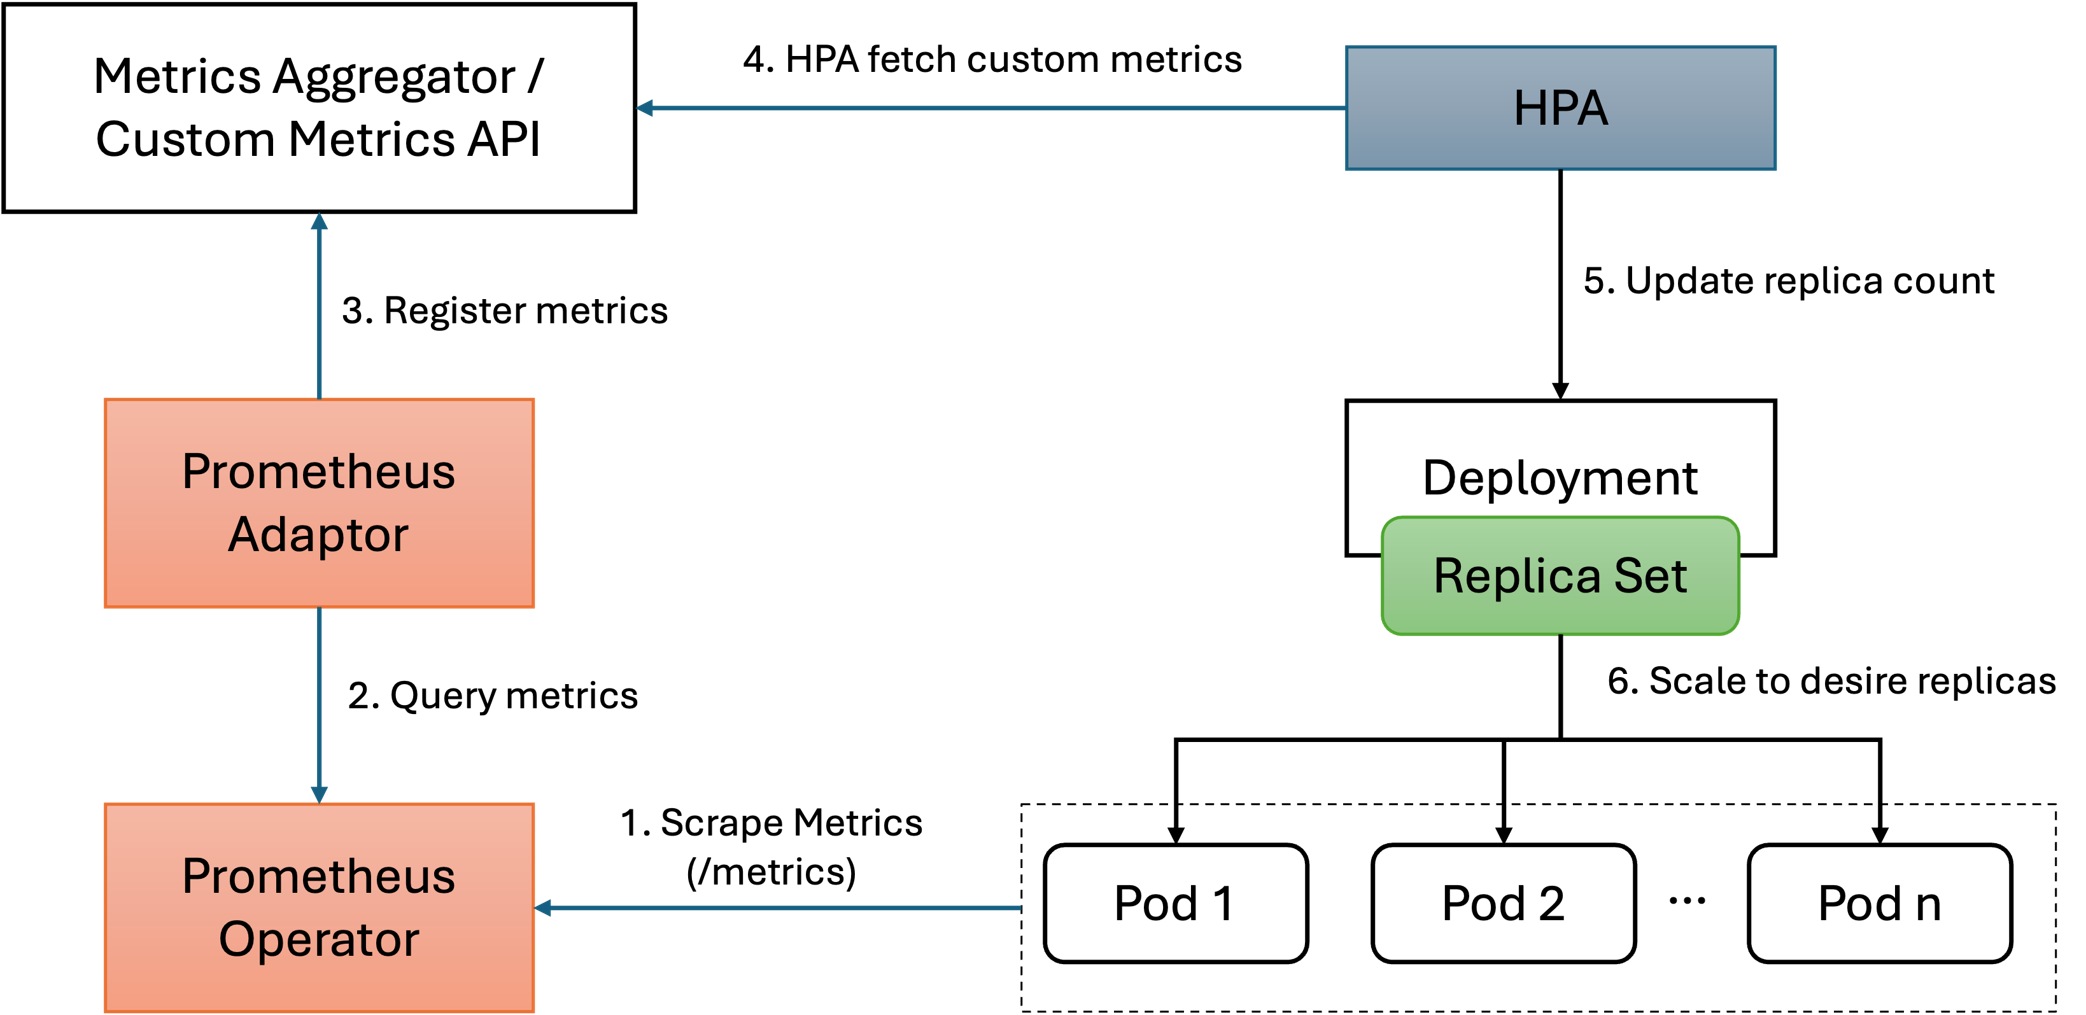 Metrics Aggregator /
Custom Metrics API
4. HPA fetch custom metrics
HPA
3. Register metrics
5. Update replica count
Prometheus
Adaptor
Deployment
Replica Set
2. Query metrics
6. Scale to desire replicas
Prometheus
Operator
1. Scrape Metrics
(/metrics)
Pod 1
Pod 2
...
Pod n